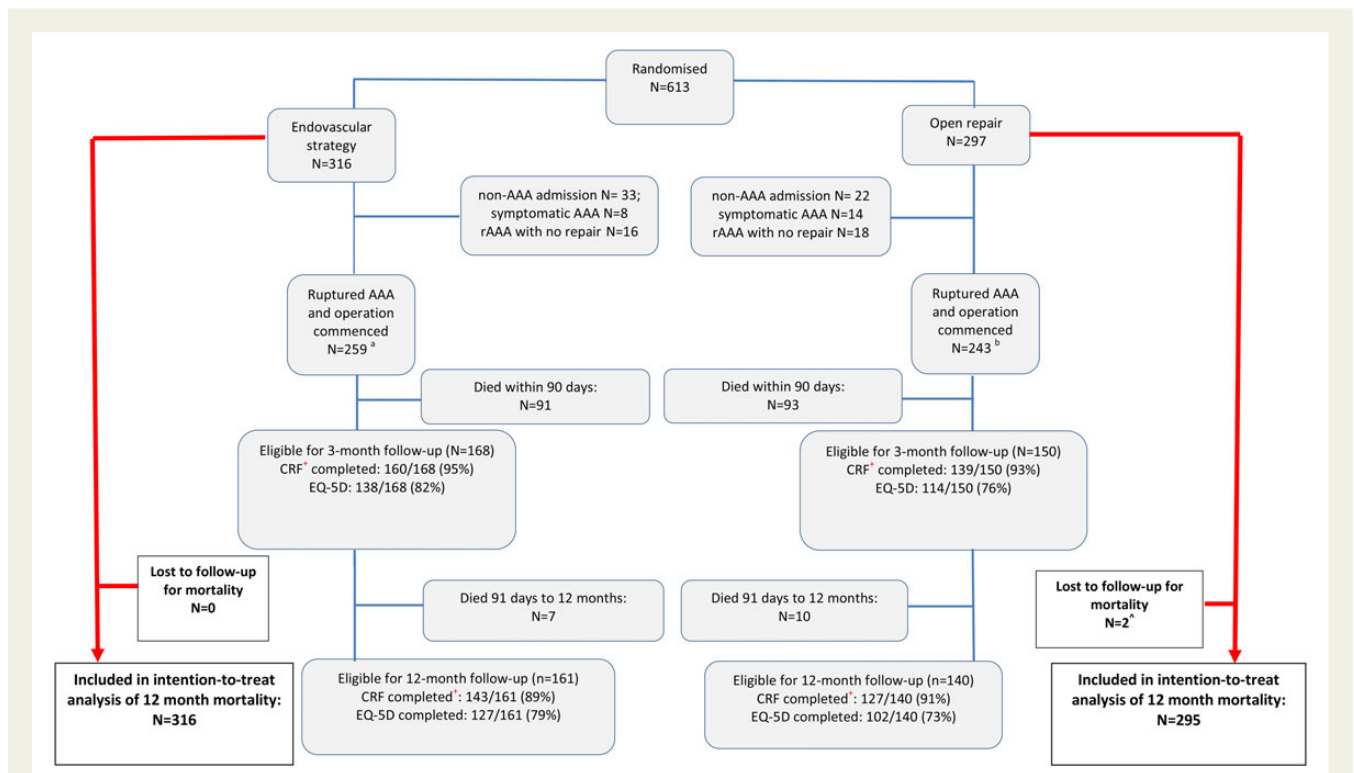 Randomised
N=613
Endovascular
strategy
N=316
Open repair
N=297
non-AAA admission N= 33;
symptomatic AAA N=8
rAAA with no repair N=16
non-AAA admission N= 22
symptomatic AAA N=14
rAAA with no repair N=18
Ruptured AAA
and operation
commenced
N=259 a
Ruptured AAA
and operation
commenced
N=243 b
Died within 90 days:
N=91
Died within 90 days:
N=93
Eligible for 3-month follow-up (N=168)
CRF+ completed: 160/168 (95%)
EQ-5D: 138/168 (82%)
Eligible for 3-month follow-up (N=150)
CRF+ completed: 139/150 (93%)
EQ-5D: 114/150 (76%)
Lost to follow-up
for mortality
N=0
Died 91 days to 12 months:
N=7
Died 91 days to 12 months:
N=10
Lost to follow-up for
mortality
N=2^
Included in intention-to-treat
analysis of 12 month mortality:
N=316
Eligible for 12-month follow-up (n=161)
CRF completed+: 143/161 (89%)
EQ-5D completed: 127/161 (79%)
Eligible for 12-month follow-up (n=140)
CRF completed+: 127/140 (91%)
EQ-5D completed: 102/140 (73%)
Included in intention-to-treat
analysis of 12 month mortality:
N=295